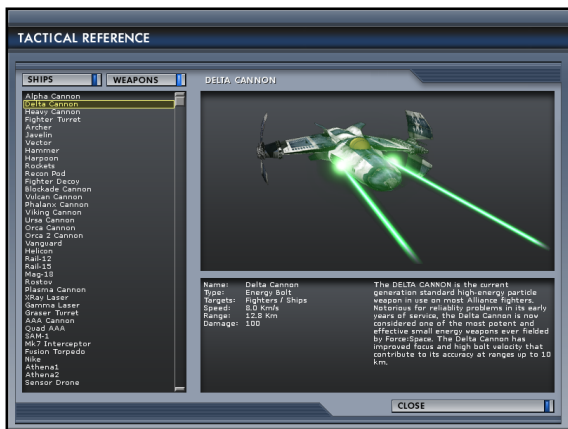 TACTICAL REFERENCE
SHIPS
WEAPONS
DELTA CANNON
Alpha Cannon
Delta Cannon
Heavy Cannon
Fighter Turret
Archer
Javelin
Vector
Hammer
Harpoon
Rockets
Recon Pod
Fighter Decoy
Blockade Cannon
Vulcan Cannon
Phalanx Cannon
Viking Cannon
Ursa Cannon
Orca Cannon
Orca 2 Cannon
Vanguard
Helicon
Rail-12
Rail-15
Mag-18
Rostov
Plasma Cannon
XRay Laser
Gamma Laser
Graser Turret
AAA Cannon
Quad AAA
SAM-1
Mk7 Interceptor
Fusion Torpedo
Nike
Athena1
Athena2
Sensor Drone
Name: Delta Cannon
Type: Energy Bolt
Targets: Fighters / Ships
Speed: 8.0 Km/s
Range: 12.8 Km
Damage: 100
The DELTA CANNON is the current
generation standard high-energy particle
weapon in use on most Alliance fighters.
Notorious for reliablity problems in its early
years of service, the Delta Cannon is now
considered one of the most potent and
effective small energy weapons ever fielded
by Force:Space. The Delta Cannon has
improved focus and high bolt velocity that
contribute to its accuracy at ranges up to 10
km.
CLOSE